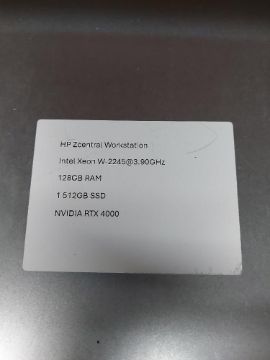 HP Zcentral Workstation
Intel Xeon W-2245@3.90GHz
128GB RAM
1 512GB SSD
NVIDIA RTX 4000